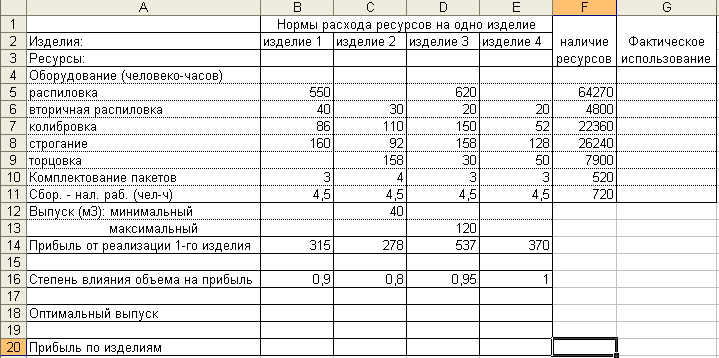 A B C D E F G
1 Нормы расхода ресурсов на одно изделие
2 Изделия: изделие 1 изделие 2 изделие 3 изделие 4 наличие Фактическое
3 Ресурсы: ресурсов использование
4 Оборудование (человеко-часов)
5 распиловка 550 620 64270
6 вторичная распиловка 40 30 20 20 4800
7 колибровка 86 110 150 52 22360
8 строгание 160 92 158 128 26240
9 торцовка 158 30 50 7900
10 Комплектование пакетов 3 4 3 3 520
11 Сбор. - нал. раб. (чел-ч) 4,5 4,5 4,5 4,5 720
12 Выпуск (м3): минимальный 40
13 максимальный 120
14 Прибыль от реализации 1-го изделия 315 278 537 370
15
16 Степень влияния объема на прибыль 0,9 0,8 0,95 1
17
18 Оптимальный выпуск
19
20 Прибыль по изделиям